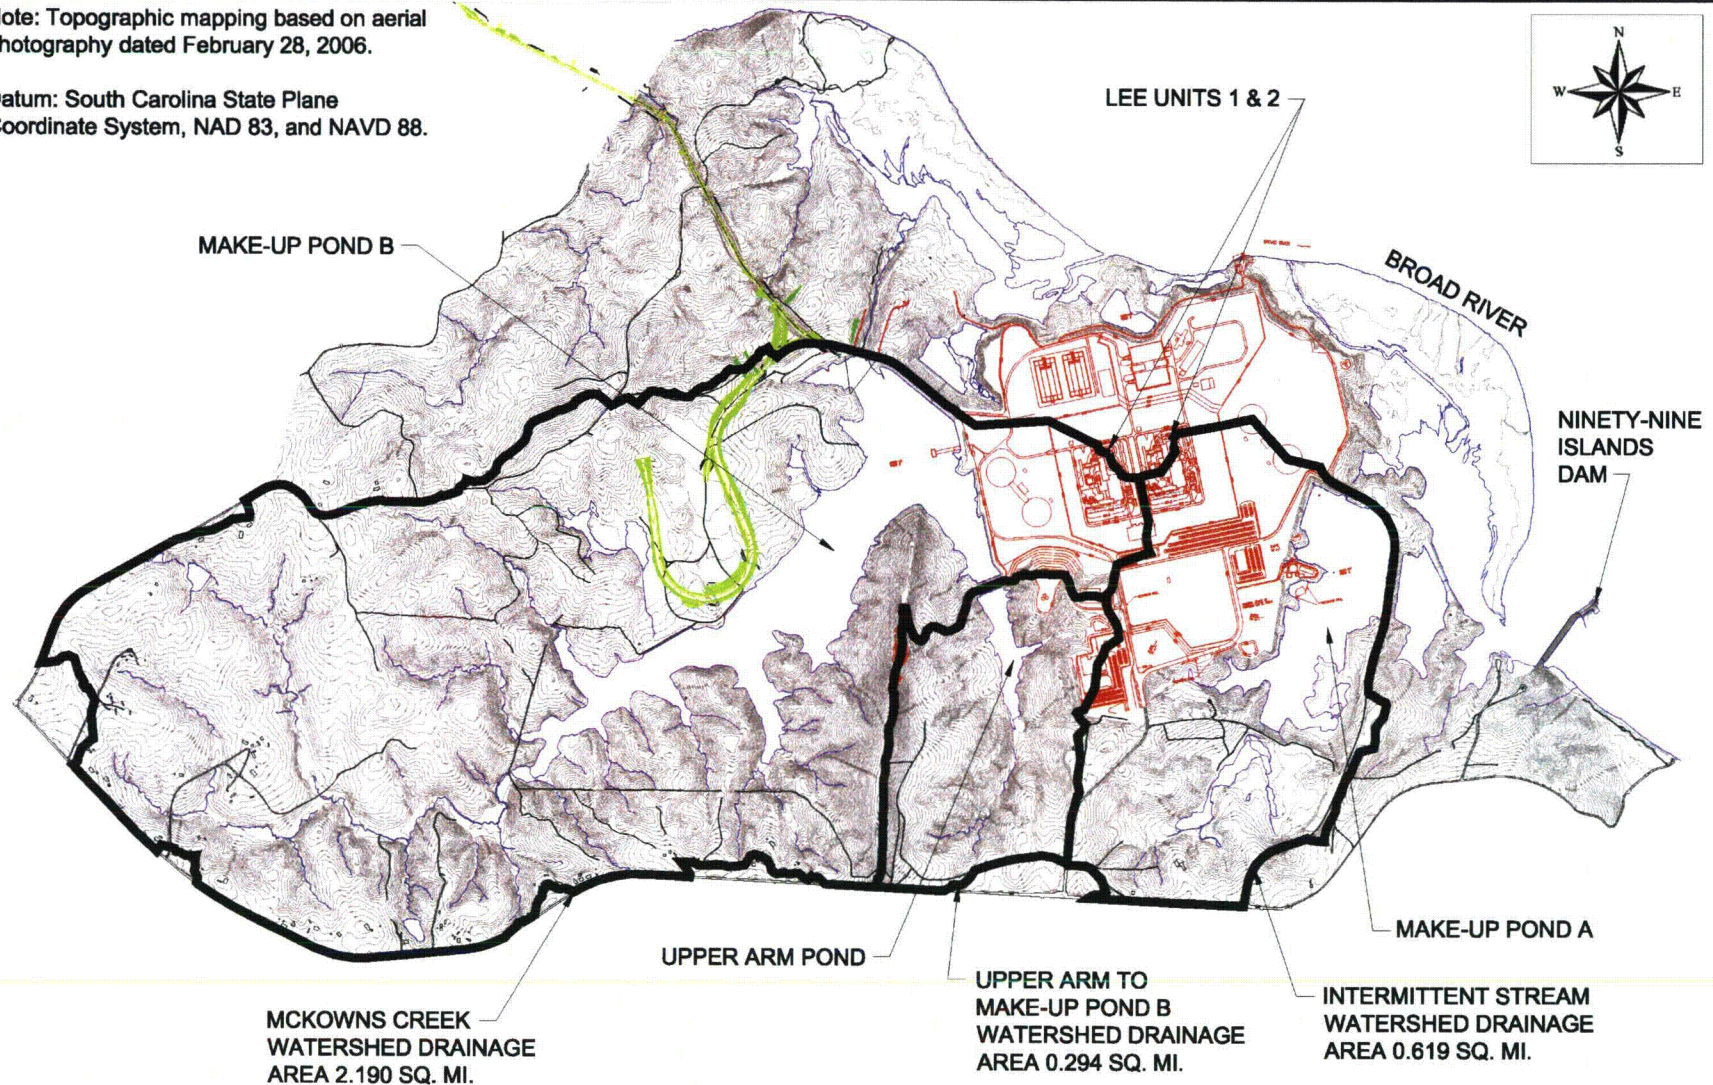 ote: Topographic mapping based on aerial
hotography dated February 28, 2006.
atum: South Carolina State Plane
oordinate System, NAD 83, and NAVD 88.
N
W E
S
LEE UNITS 1 & 2
MAKE-UP POND B
BROAD RIVER
NINETY-NINE
ISLANDS
DAM
MAKE-UP POND A
UPPER ARM POND
UPPER ARM TO
MAKE-UP POND B
WATERSHED DRAINAGE
AREA 0.294 SQ. MI.
INTERMITTENT STREAM
WATERSHED DRAINAGE
AREA 0.619 SQ. MI.
MCKOWNS CREEK
WATERSHED DRAINAGE
AREA 2.190 SQ. MI.